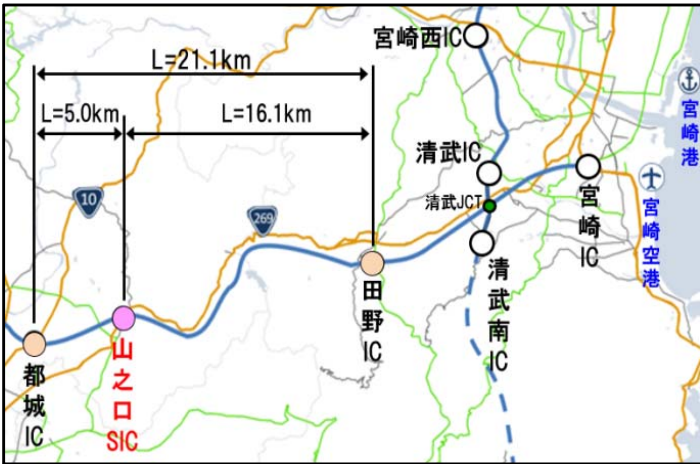 宮崎西IC
L=21.1km
L=5.0km
L=16.1km
宮崎港
清武IC
清武JCT
宮崎空港
10
269
宮崎IC
清武南IC
田野IC
山之口SIC
都城IC